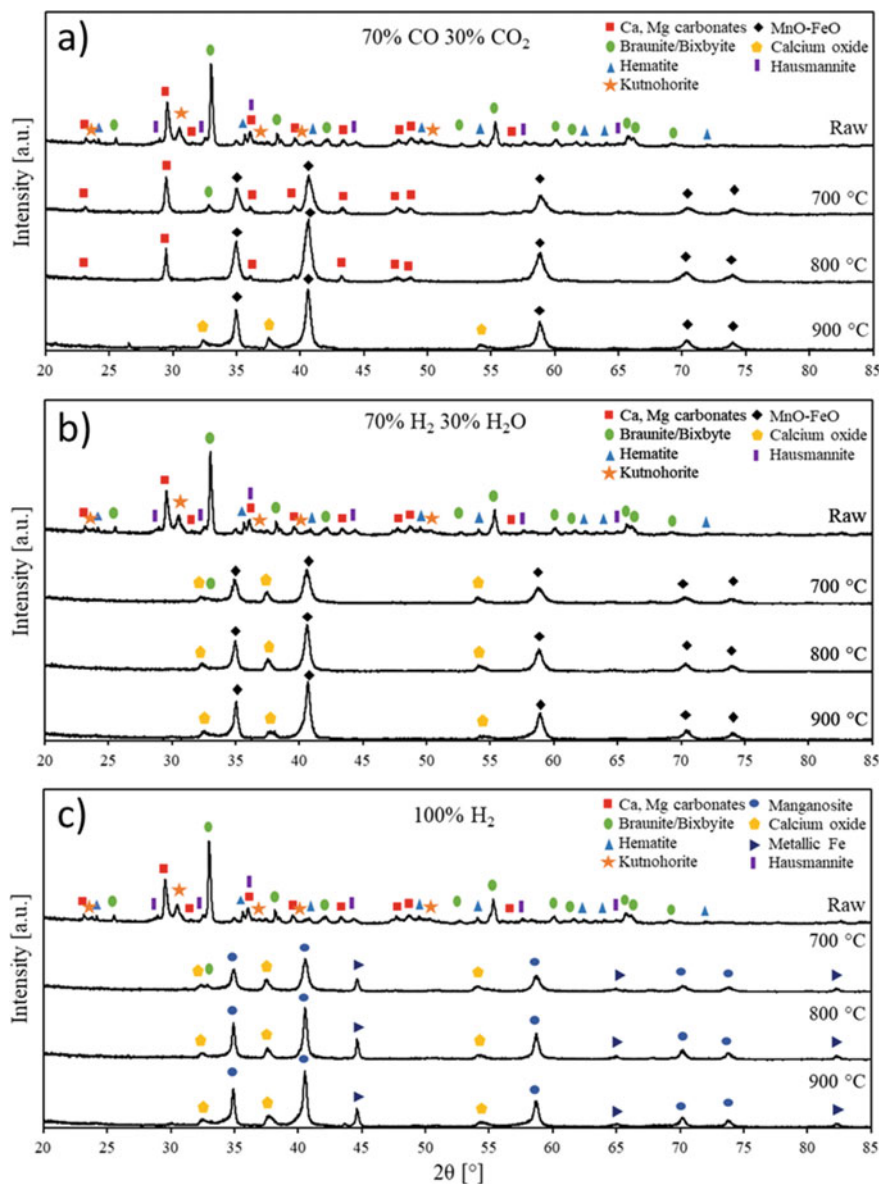 a)
70% CO 30% CO₂
Ca, Mg carbonates
MnO-FeO
Braunite/Bixbyite
Calcium oxide
Hematite
Hausmannite
Kutnohorite
Raw
700 °C
800 °C
900 °C
Intensity [a.u.]
20 25 30 35 40 45 50 55 60 65 70 75 80 85
b)
70% H₂ 30% H₂O
Ca, Mg carbonates
MnO-FeO
Braunite/Bixbyte
Calcium oxide
Hematite
Hausmannite
Kutnohorite
Raw
700 °C
800 °C
900 °C
Intensity [a.u.]
20 25 30 35 40 45 50 55 60 65 70 75 80 85
c)
100% H₂
Ca, Mg carbonates
Manganosite
Braunite/Bixbyite
Calcium oxide
Hematite
Metallic Fe
Kutnohorite
Hausmannite
Raw
700 °C
800 °C
900 °C
Intensity [a.u.]
20 25 30 35 40 45 50 55 60 65 70 75 80 85
2θ [°]